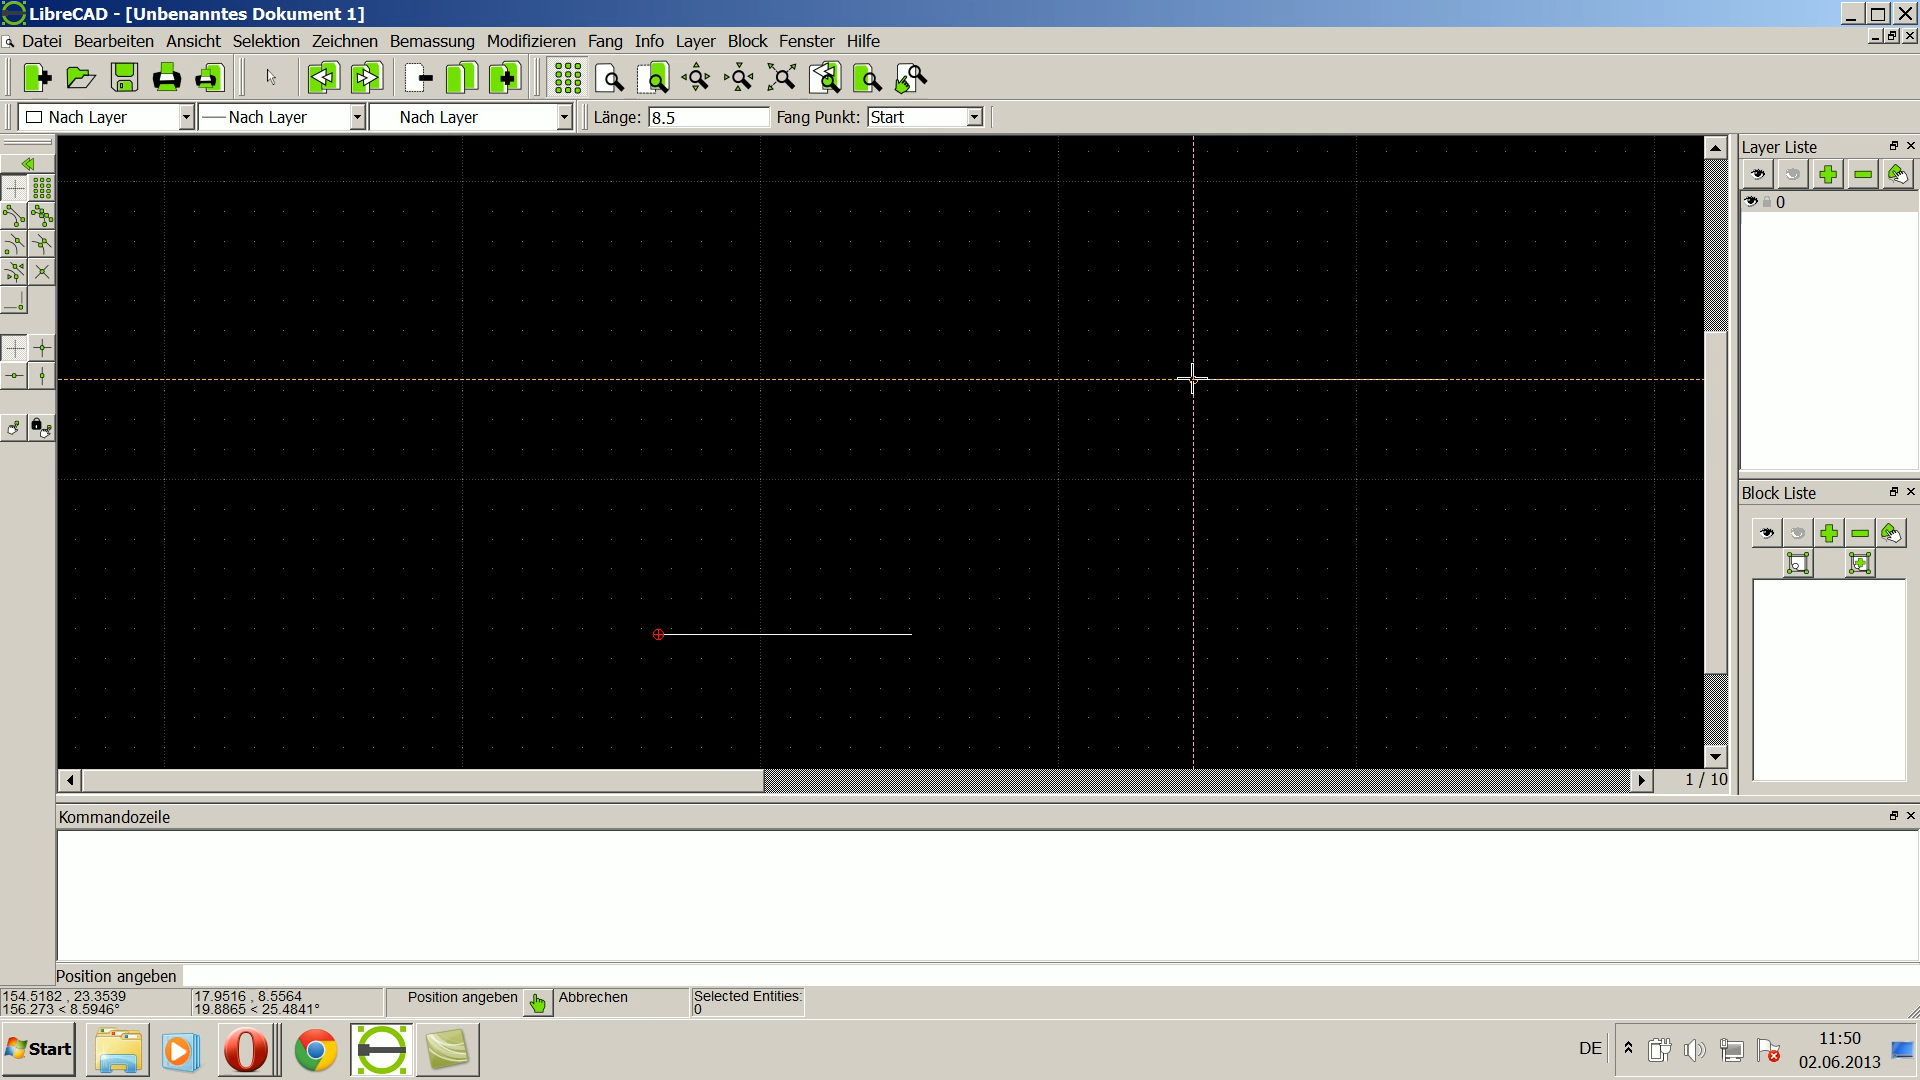 LibreCAD - [Unbenanntes Dokument 1]
Datei Bearbeiten Ansicht Selektion Zeichnen Bemassung Modifizieren Fang Info Layer Block Fenster Hilfe
Nach Layer Nach Layer Nach Layer Länge: 8.5 Fang Punkt: Start
Layer Liste
0
Block Liste
1 / 10
Kommandozeile
Position angeben
154.5182 , 23.3539 17.9516 , 8.5564 Position angeben Abbrechen Selected Entities:
156.273 < 8.5946° 19.8865 < 25.4841° 0
Start DE 11:50
02.06.2013